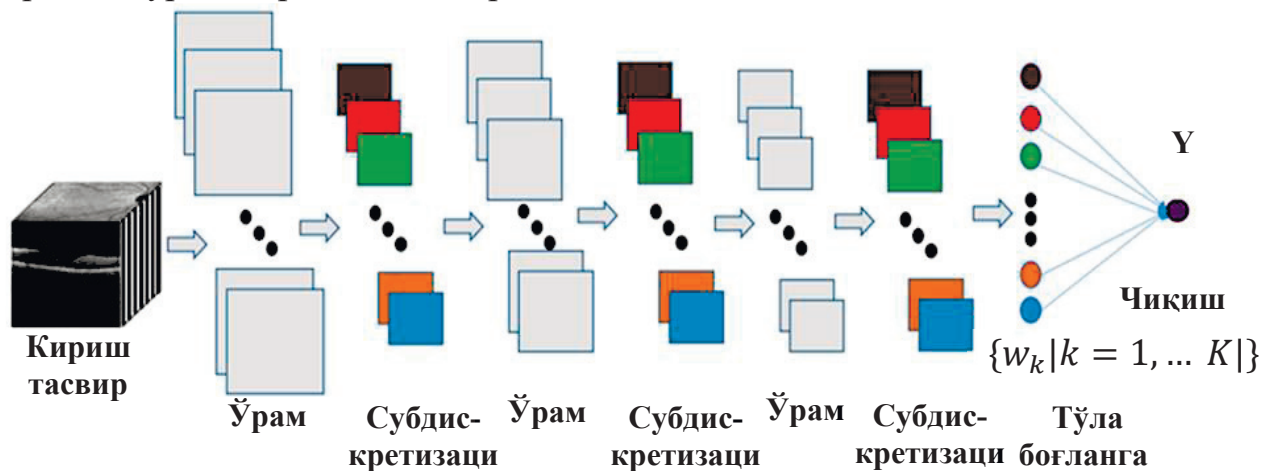 Y
Чиқиш
{w_k|k = 1, … K|}
Кириш
тасвир
Ўрам
Субдис-
кретизаци
Ўрам
Субдис-
кретизаци
Ўрам
Субдис-
кретизаци
Тўла
боғланга